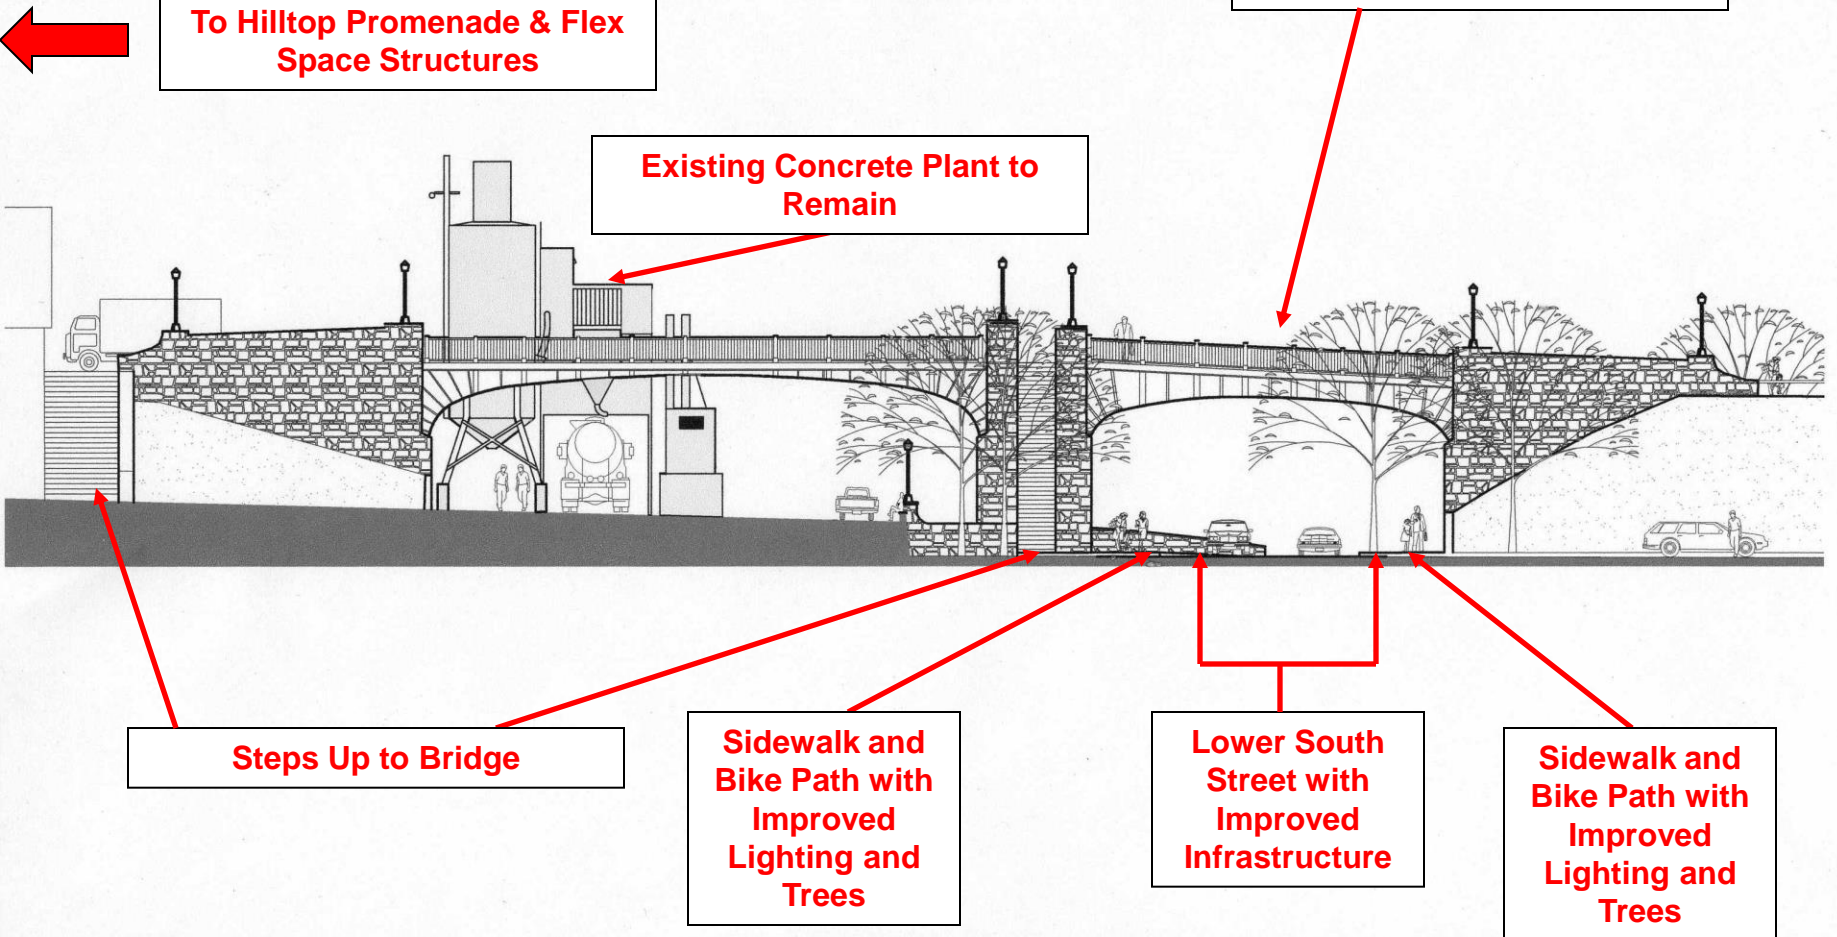 To Hilltop Promenade & Flex
Space Structures
Existing Concrete Plant to
Remain
Steps Up to Bridge
Sidewalk and
Bike Path with
Improved
Lighting and
Trees
Lower South
Street with
Improved
Infrastructure
Sidewalk and
Bike Path with
Improved
Lighting and
Trees